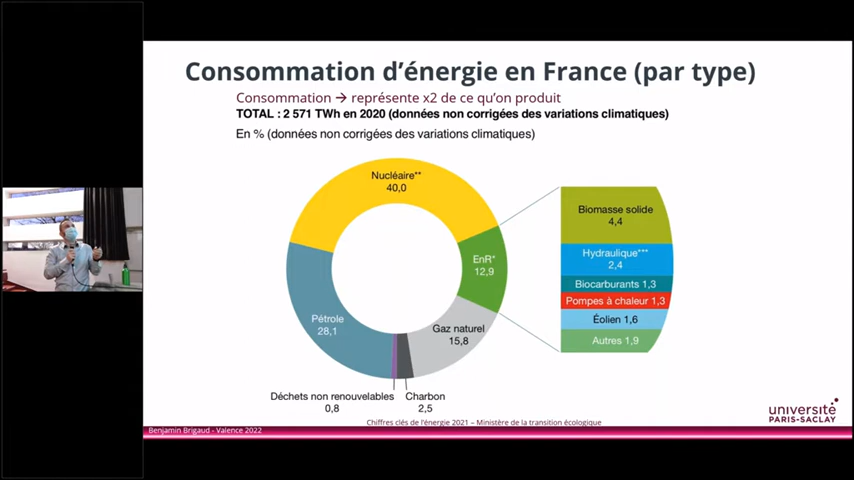 Consommation d'énergie en France (par type)
Consommation → représente x2 de ce qu'on produit
TOTAL : 2 571 TWh en 2020 (données non corrigées des variations climatiques)
En % (données non corrigées des variations climatiques)
Nucléaire**
40,0
EnR*
12,9
Gaz naturel
15,8
Charbon
2,5
Déchets non renouvelables
0,8
Pétrole
28,1
Biomasse solide
4,4
Hydraulique***
2,4
Biocarburants 1,3
Pompes à chaleur 1,3
Éolien 1,6
Autres 1,9
Chiffres clés de l'énergie 2021 – Ministère de la transition écologique
Benjamin Brigaud - Valence 2022
université
PARIS-SACLAY